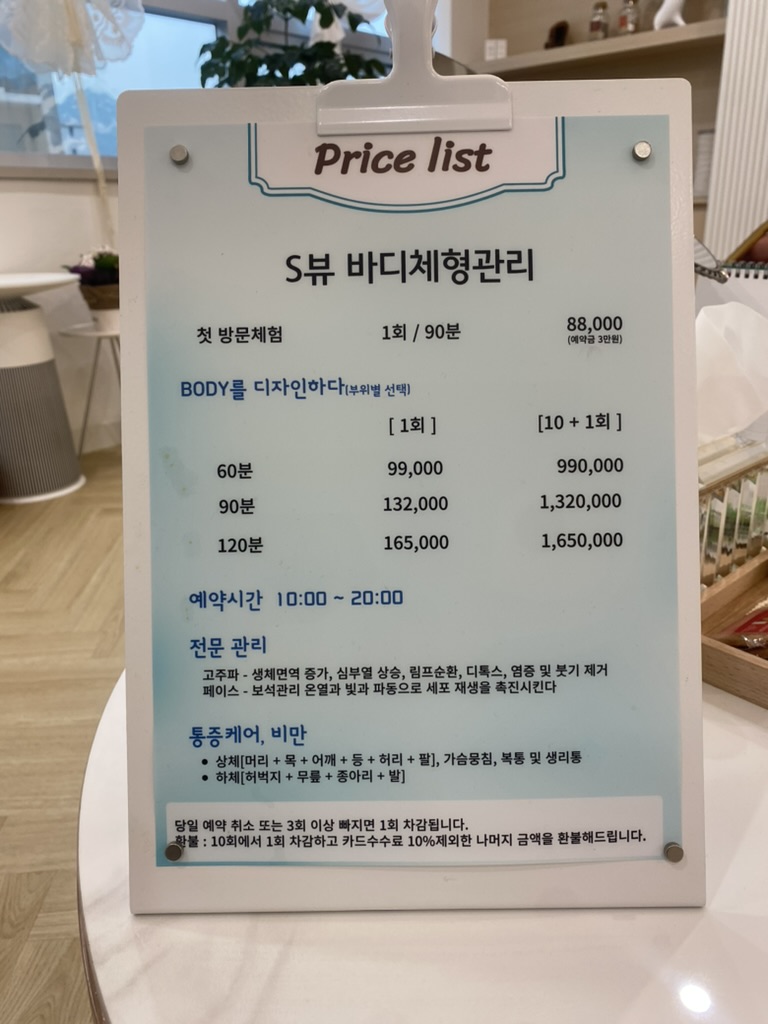 Price list
S뷰 바디체형관리
첫 방문체험 1회 / 90분 88,000
(예약금 3만원)
BODY를 디자인하다(부위별 선택)
[ 1회 ] [10 + 1회 ]
60분 99,000 990,000
90분 132,000 1,320,000
120분 165,000 1,650,000
예약시간 10:00 ~ 20:00
전문 관리
고주파 - 생체면역 증가, 심부열 상승, 림프순환, 디톡스, 염증 및 붓기 제거
페이스 - 보석관리 온열과 빛과 파동으로 세포 재생을 촉진시킨다
통증케어, 비만
• 상체[머리 + 목 + 어깨 + 등 + 허리 + 팔], 가슴뭉침, 복통 및 생리통
• 하체[허벅지 + 무릎 + 종아리 + 발]
당일 예약 취소 또는 3회 이상 빠지면 1회 차감됩니다.
환불 : 10회에서 1회 차감하고 카드수수료 10%제외한 나머지 금액을 환불해드립니다.